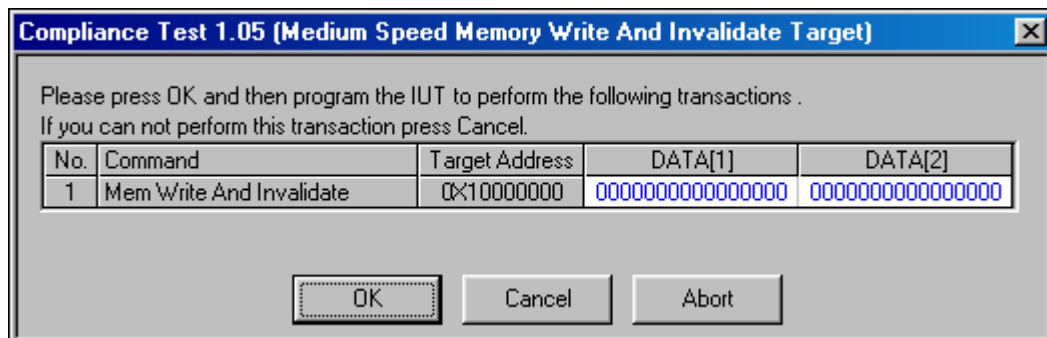 Compliance Test 1.05 (Medium Speed Memory Write And Invalidate Target)
Please press OK and then program the IUT to perform the following transactions .
If you can not perform this transaction press Cancel.
No. Command Target Address DATA[1] DATA[2]
1 Mem Write And Invalidate 0X10000000 0000000000000000 0000000000000000
OK Cancel Abort